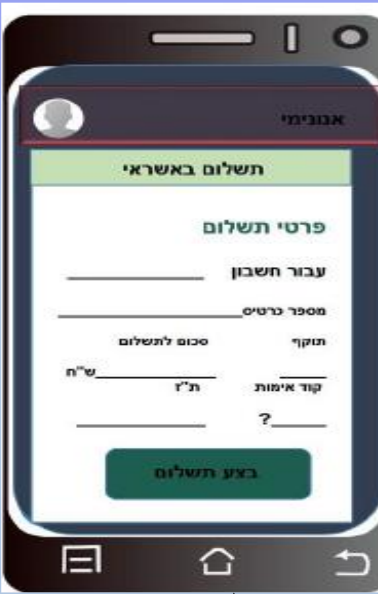 אנונימי
תשלום באשראי
פרטי תשלום
עבור חשבון
מספר כרטיס
תוקף סכום לתשלום
ש"ח
קוד אימות ת"ז
?
בצע תשלום